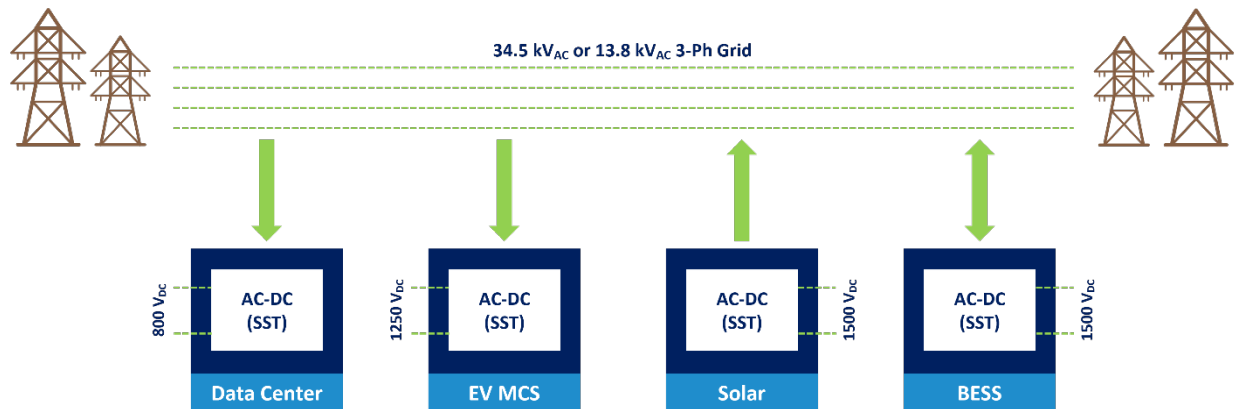 34.5 kVAC or 13.8 kVAC 3-Ph Grid
800 VDC
AC-DC
(SST)
Data Center
1250 VDC
AC-DC
(SST)
EV MCS
AC-DC
(SST)
1500 VDC
Solar
AC-DC
(SST)
1500 VDC
BESS